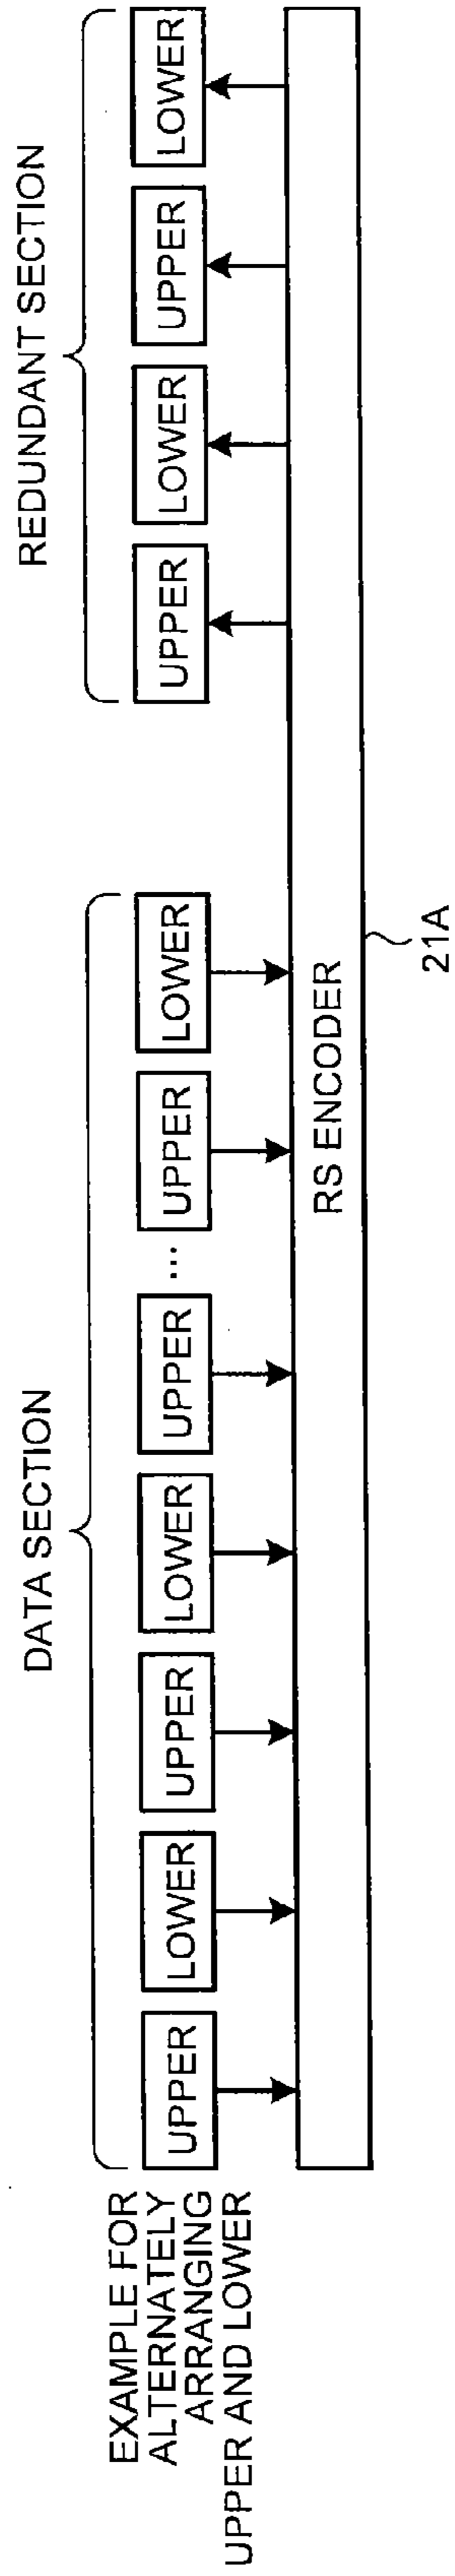 EXAMPLE FOR
ALTERNATELY
ARRANGING
UPPER AND LOWER
DATA SECTION
UPPER
LOWER
UPPER
LOWER
UPPER
...
UPPER
LOWER
REDUNDANT SECTION
UPPER
LOWER
UPPER
LOWER
RS ENCODER
21A